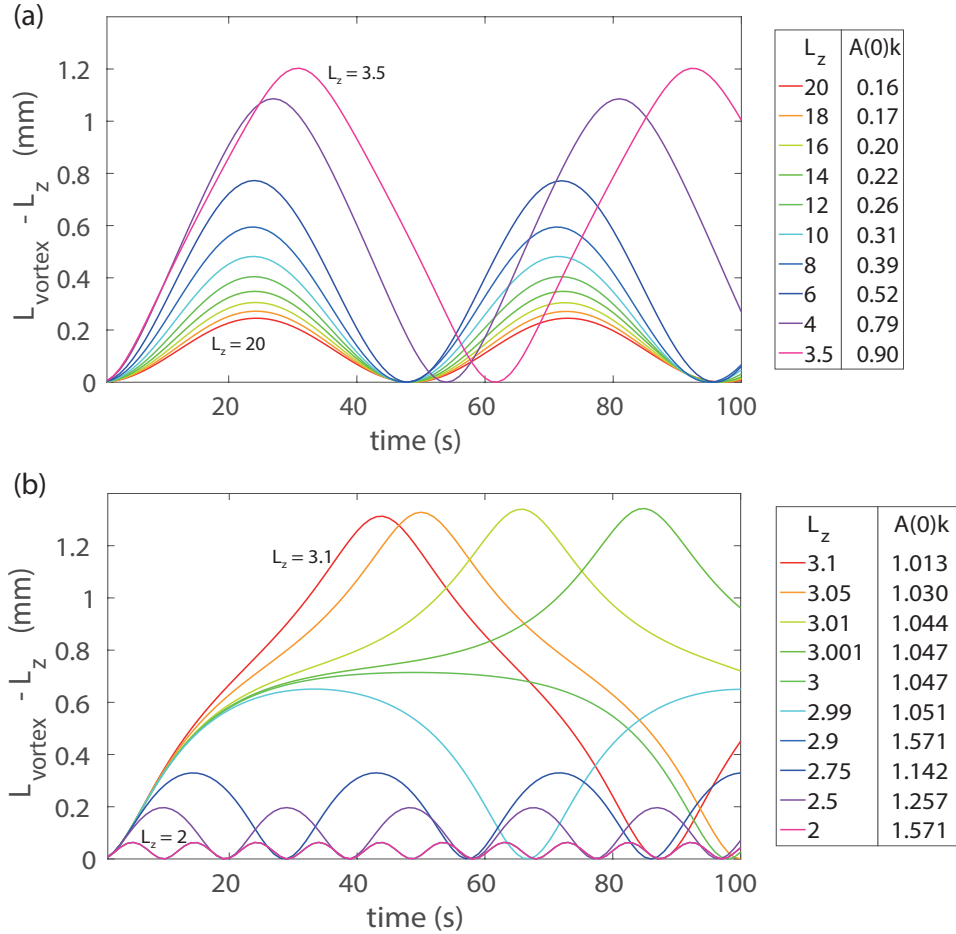 (a)
L_vortex - L_z (mm)
1.2
1
0.8
0.6
0.4
0.2
0
L_z = 3.5
L_z = 20
20 40 60 80 100
time (s)
L_z A(0)k
20 0.16
18 0.17
16 0.20
14 0.22
12 0.26
10 0.31
8 0.39
6 0.52
4 0.79
3.5 0.90
(b)
L_vortex - L_z (mm)
1.2
1
0.8
0.6
0.4
0.2
0
L_z = 3.1
L_z = 2
20 40 60 80 100
time (s)
L_z A(0)k
3.1 1.013
3.05 1.030
3.01 1.044
3.001 1.047
3 1.047
2.99 1.051
2.9 1.571
2.75 1.142
2.5 1.257
2 1.571